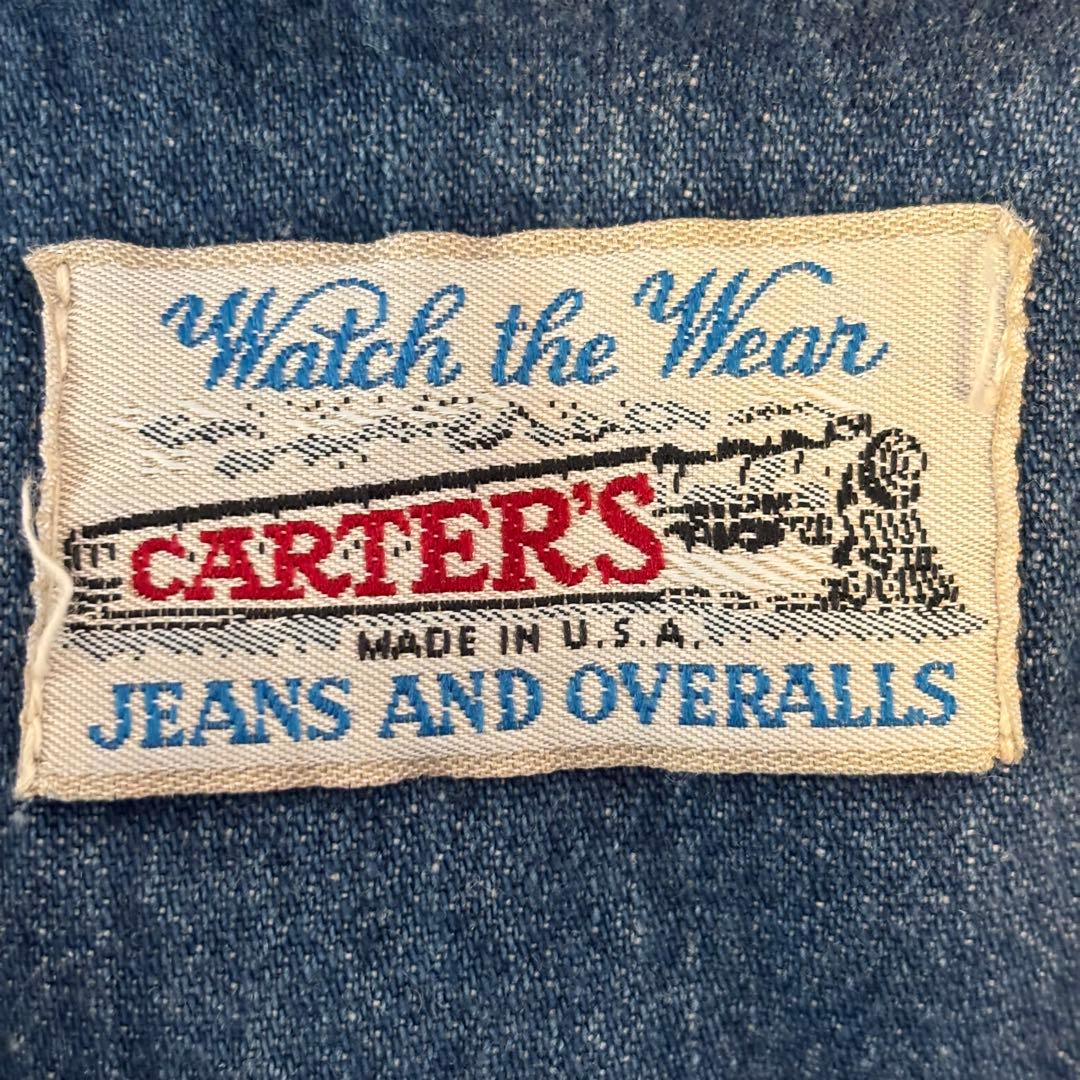 Watch the Wear
CARTER'S
MADE IN U.S.A.
JEANS AND OVERALLS